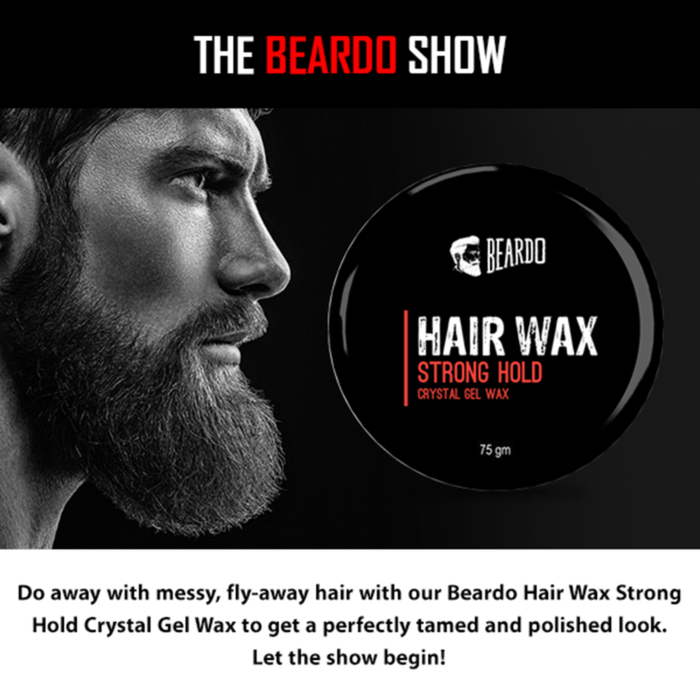 THE BEARDO SHOW
BEARDO
HAIR WAX
STRONG HOLD
CRYSTAL GEL WAX
75 gm
Do away with messy, fly-away hair with our Beardo Hair Wax Strong
Hold Crystal Gel Wax to get a perfectly tamed and polished look.
Let the show begin!